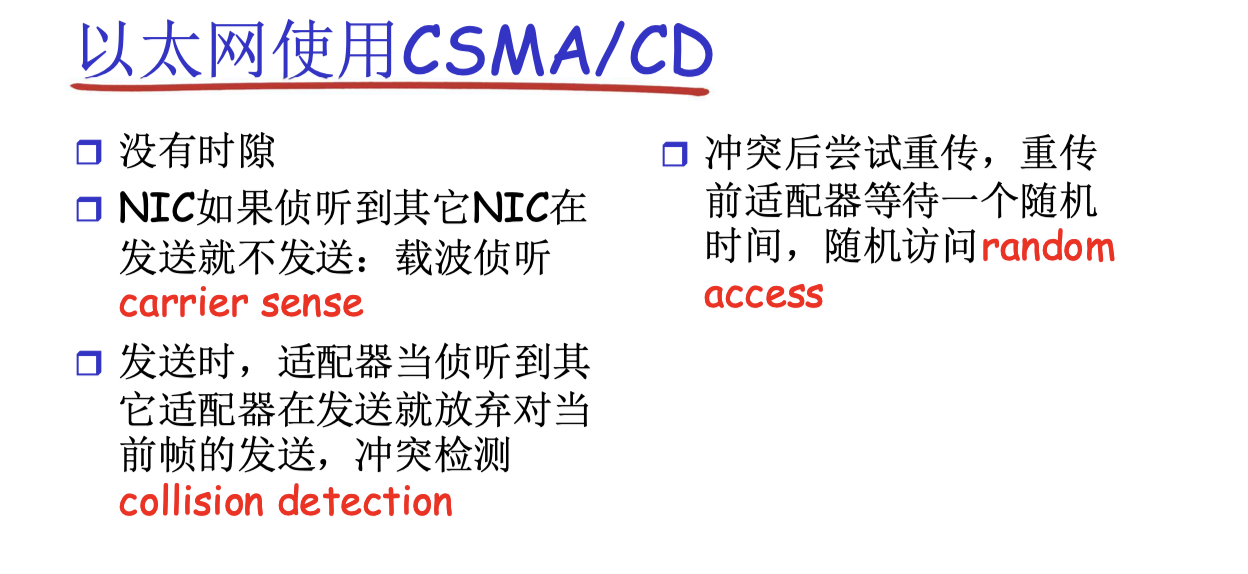 以太网使用CSMA/CD
没有时隙
NIC如果侦听到其它NIC在
发送就不发送：载波侦听
carrier sense
发送时，适配器当侦听到其
它适配器在发送就放弃对当
前帧的发送，冲突检测
collision detection
冲突后尝试重传，重传
前适配器等待一个随机
时间，随机访问random
access